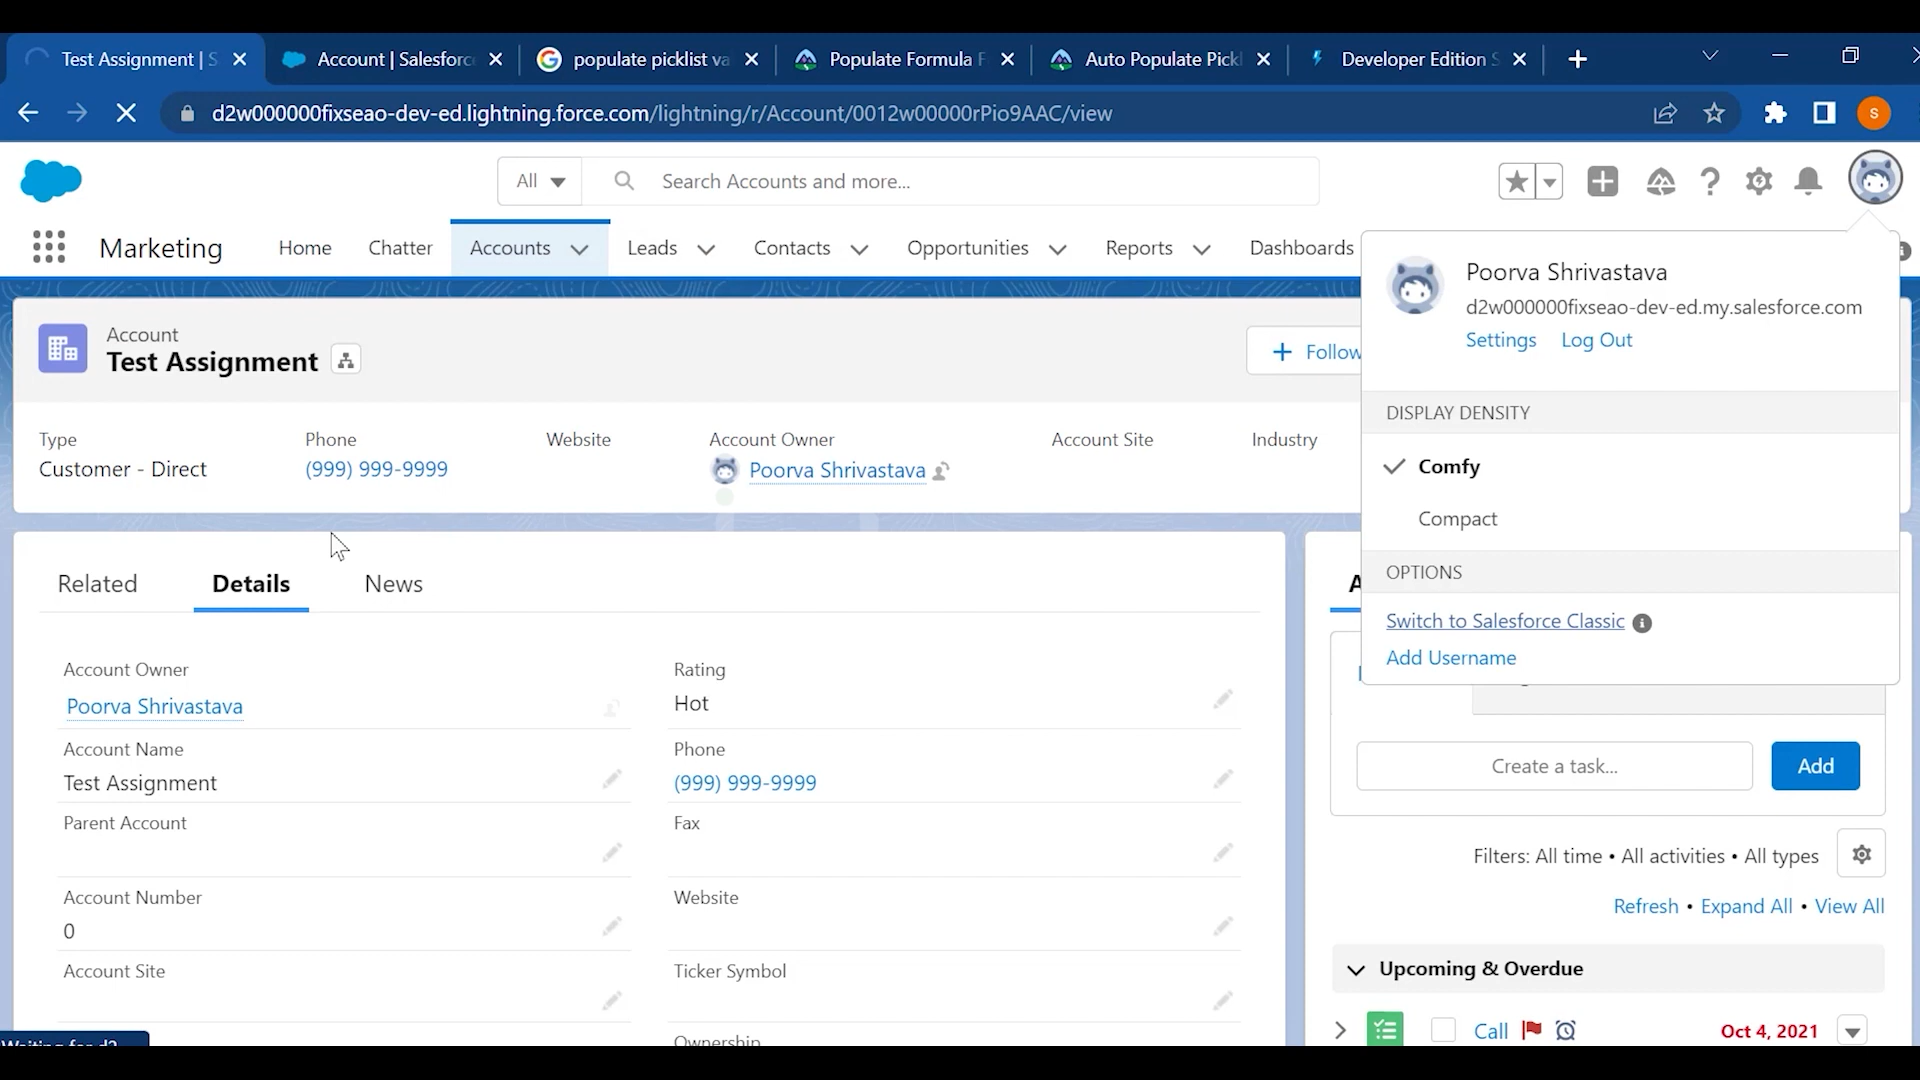 Test Assignment | S
Account | Salesforc
populate picklist va
Populate Formula F
Auto Populate Pickl
Developer Edition S
d2w000000fixseao-dev-ed.lightning.force.com/lightning/r/Account/0012w00000rPio9AAC/view
S
All
Search Accounts and more...
Marketing
Home
Chatter
Accounts
Leads
Contacts
Opportunities
Reports
Dashboards
Poorva Shrivastava
d2w000000fixseao-dev-ed.my.salesforce.com
Settings
Log Out
DISPLAY DENSITY
Comfy
Compact
OPTIONS
Switch to Salesforce Classic
Add Username
Account
Test Assignment
Follow
Type
Customer - Direct
Phone
(999) 999-9999
Website
Account Owner
Poorva Shrivastava
Account Site
Industry
Related
Details
News
Account Owner
Poorva Shrivastava
Rating
Hot
Account Name
Test Assignment
Phone
(999) 999-9999
Parent Account
Fax
Account Number
0
Website
Account Site
Ticker Symbol
Ownership
Create a task...
Add
Filters: All time • All activities • All types
Refresh • Expand All • View All
Upcoming & Overdue
Call
Oct 4, 2021
Waiting for d2